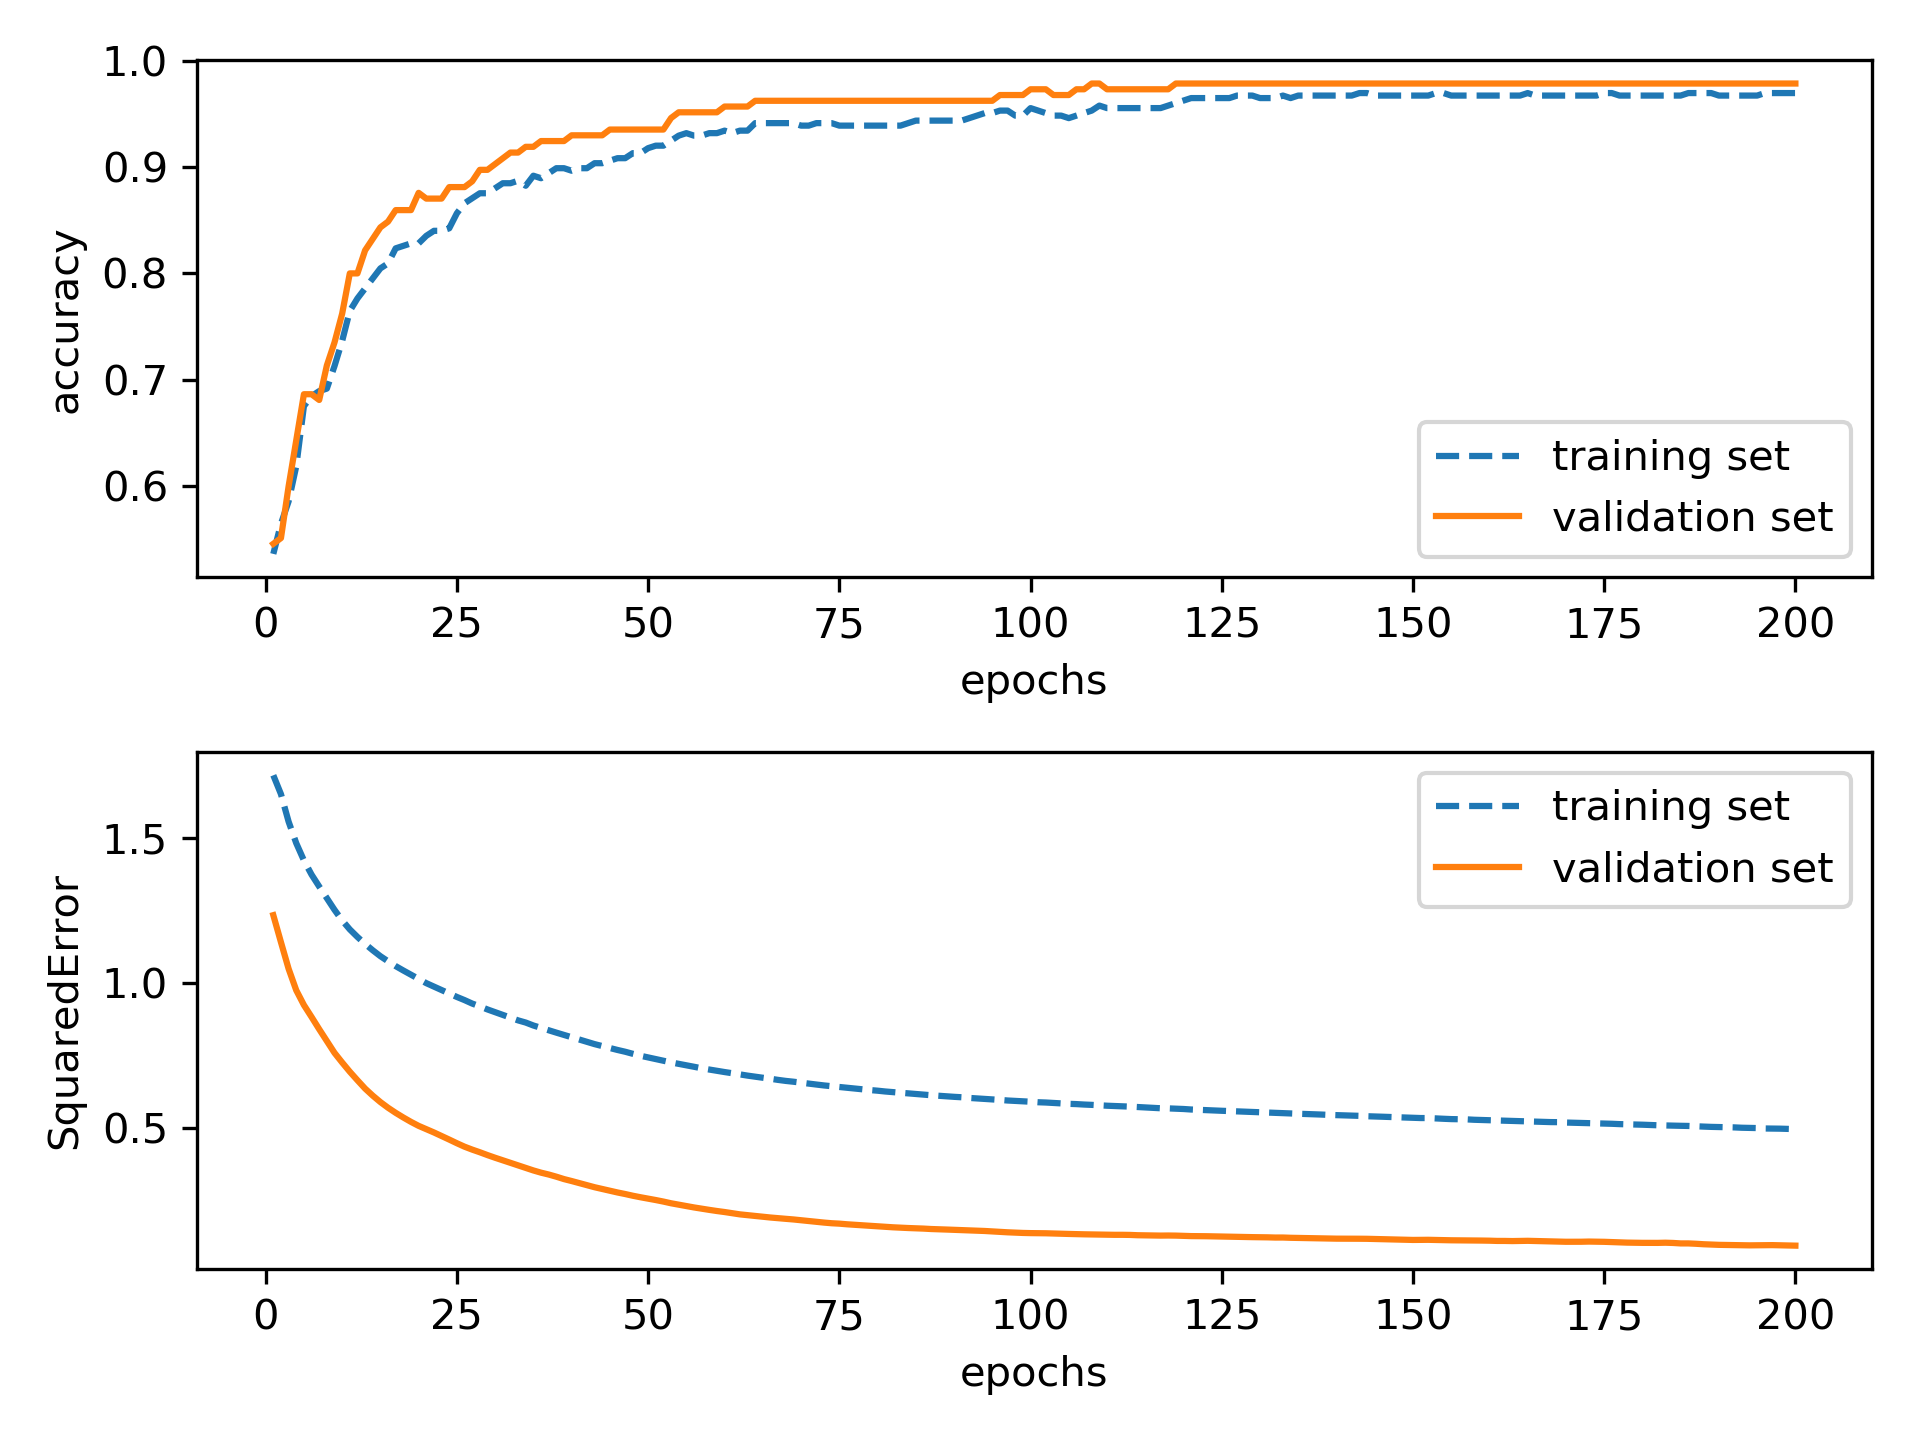 1.0
0.9
0.8
0.7
0.6
accuracy
training set
validation set
0 25 50 75 100 125 150 175 200
epochs
1.5
1.0
0.5
SquaredError
training set
validation set
0 25 50 75 100 125 150 175 200
epochs